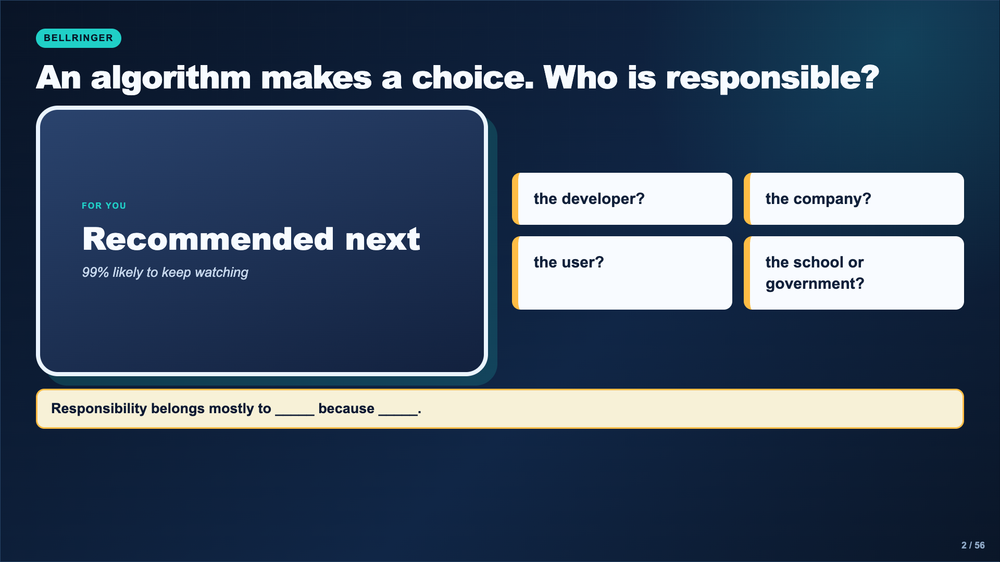 BELLRINGER
An algorithm makes a choice. Who is responsible?
FOR YOU
Recommended next
99% likely to keep watching
the developer?
the company?
the user?
the school or
government?
Responsibility belongs mostly to _____ because _____.
2 / 56